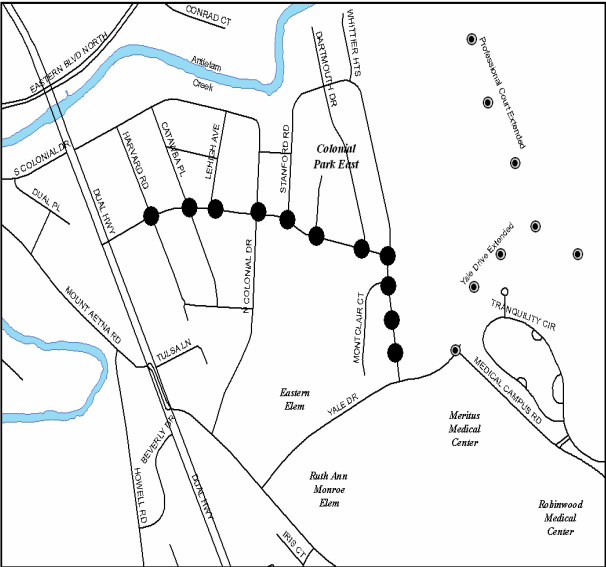 CONRAD CT
EASTERN BLVD NORTH
Antietam
Creek
WHITTIER HTS
DARTMOUTH DR
Professional Court Extended
S COLONIAL DR
HARVARD RD
CATAWBA PL
LEHIGH AVE
STANFORD RD
Colonial
Park East
DUAL PL
DUAL HWY
N COLONIAL DR
Yale Drive Extended
MOUNT AETNA RD
TULSA LN
MONTCLAIR CT
TRANQUILITY CIR
MEDICAL CAMPUS RD
Eastern
Elem
YALE DR
Meritus
Medical
Center
BEVERLY DR
HOWELL RD
DUAL HWY
Ruth Ann
Monroe
Elem
Robinwood
Medical
Center
IRIS CT